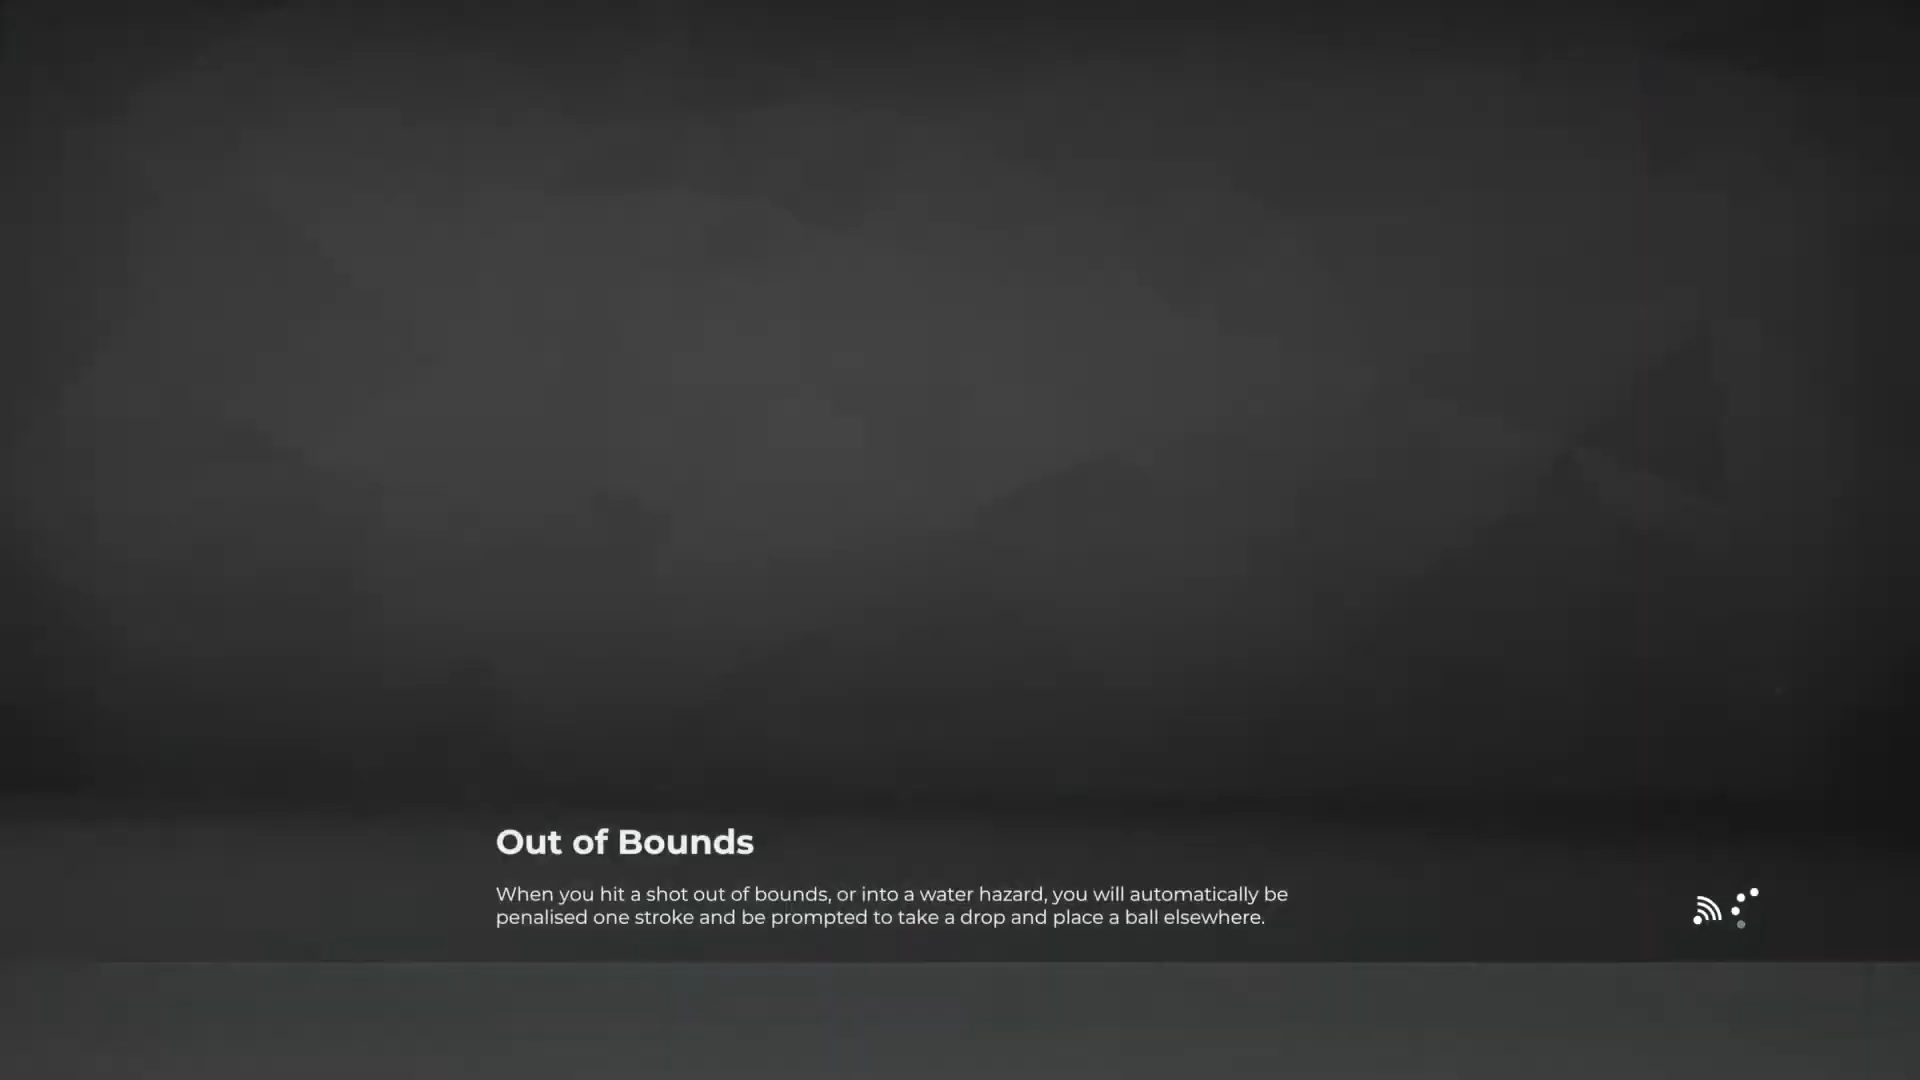 Out of Bounds
When you hit a shot out of bounds, or into a water hazard, you will automatically be
penalised one stroke and be prompted to take a drop and place a ball elsewhere.